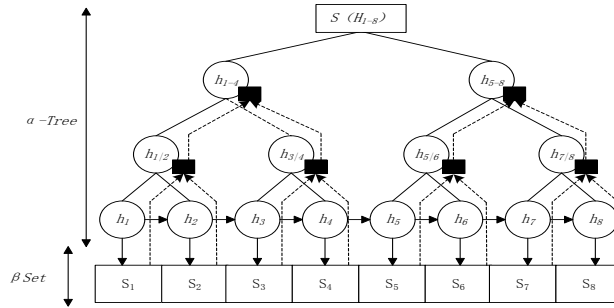 S (H1-8)
h1-4 h5-8
α-Tree
h1/2 h3/4 h5/6 h7/8
h1 h2 h3 h4 h5 h6 h7 h8
β Set
S1 S2 S3 S4 S5 S6 S7 S8